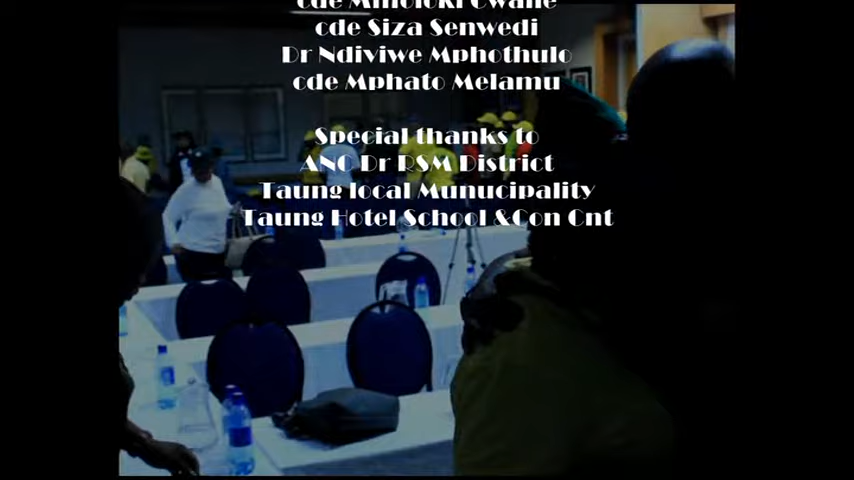 cde Siza Senwedi
Dr Ndiviwe Mphothulo
cde Mphato Melamu
Special thanks to
ANC Dr RSM District
Taung local Munucipality
Taung Hotel School &Con Cnt